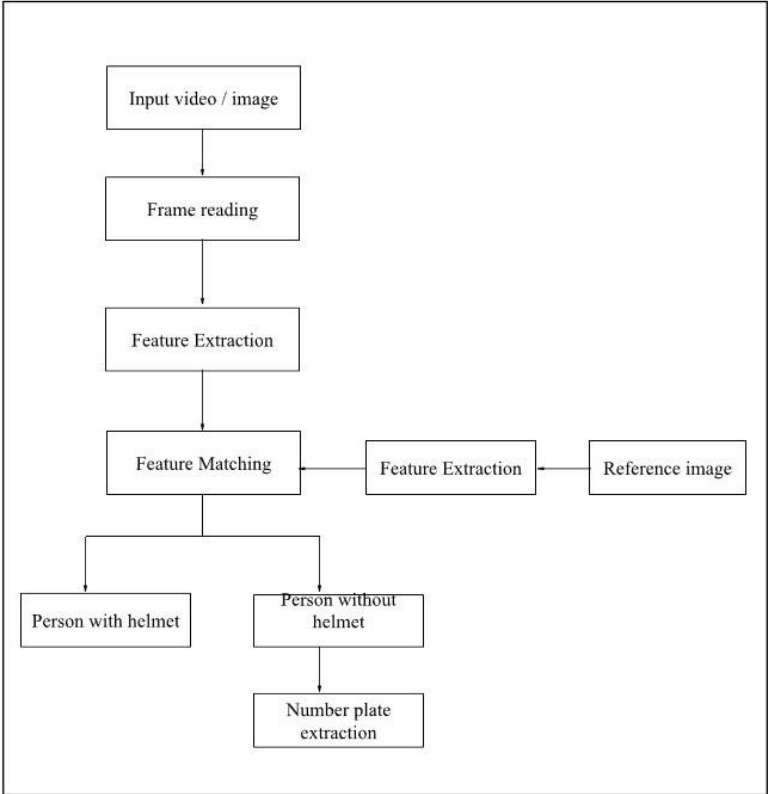 Input video / image
Frame reading
Feature Extraction
Feature Matching
Feature Extraction
Reference image
Person with helmet
Person without
helmet
Number plate
extraction